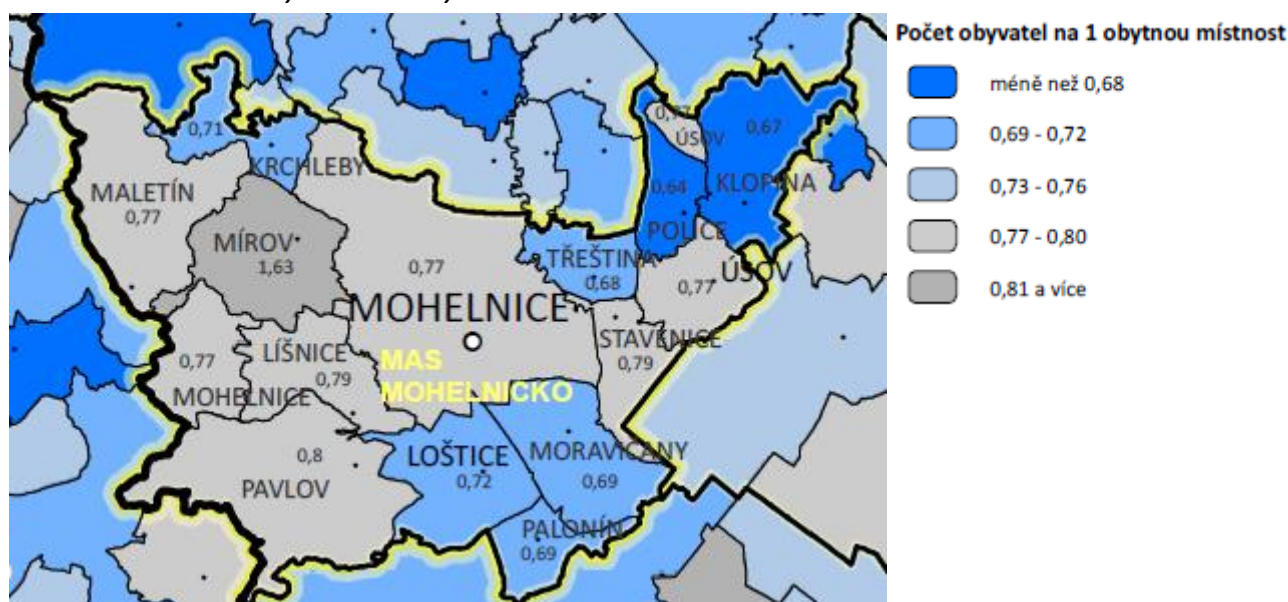 Počet obyvatel na 1 obytnou místnost
méně než 0,68
0,69 - 0,72
0,73 - 0,76
0,77 - 0,80
0,81 a více
0,71
KRCHLEBY
0,77
ÚSOV
0,67
KLOPINA
0,64
POLICE
MALETÍN
0,77
MÍROV
1,63
0,77
MOHELNICE
TŘEŠTINA
0,68
ÚSOV
0,77
STAVENICE
0,79
0,77
MOHELNICE
LÍŠNICE
0,79
MAS
MOHELNICKO
0,8
PAVLOV
LOŠTICE
0,72
MORAVIČANY
0,69
PALONÍN
0,69